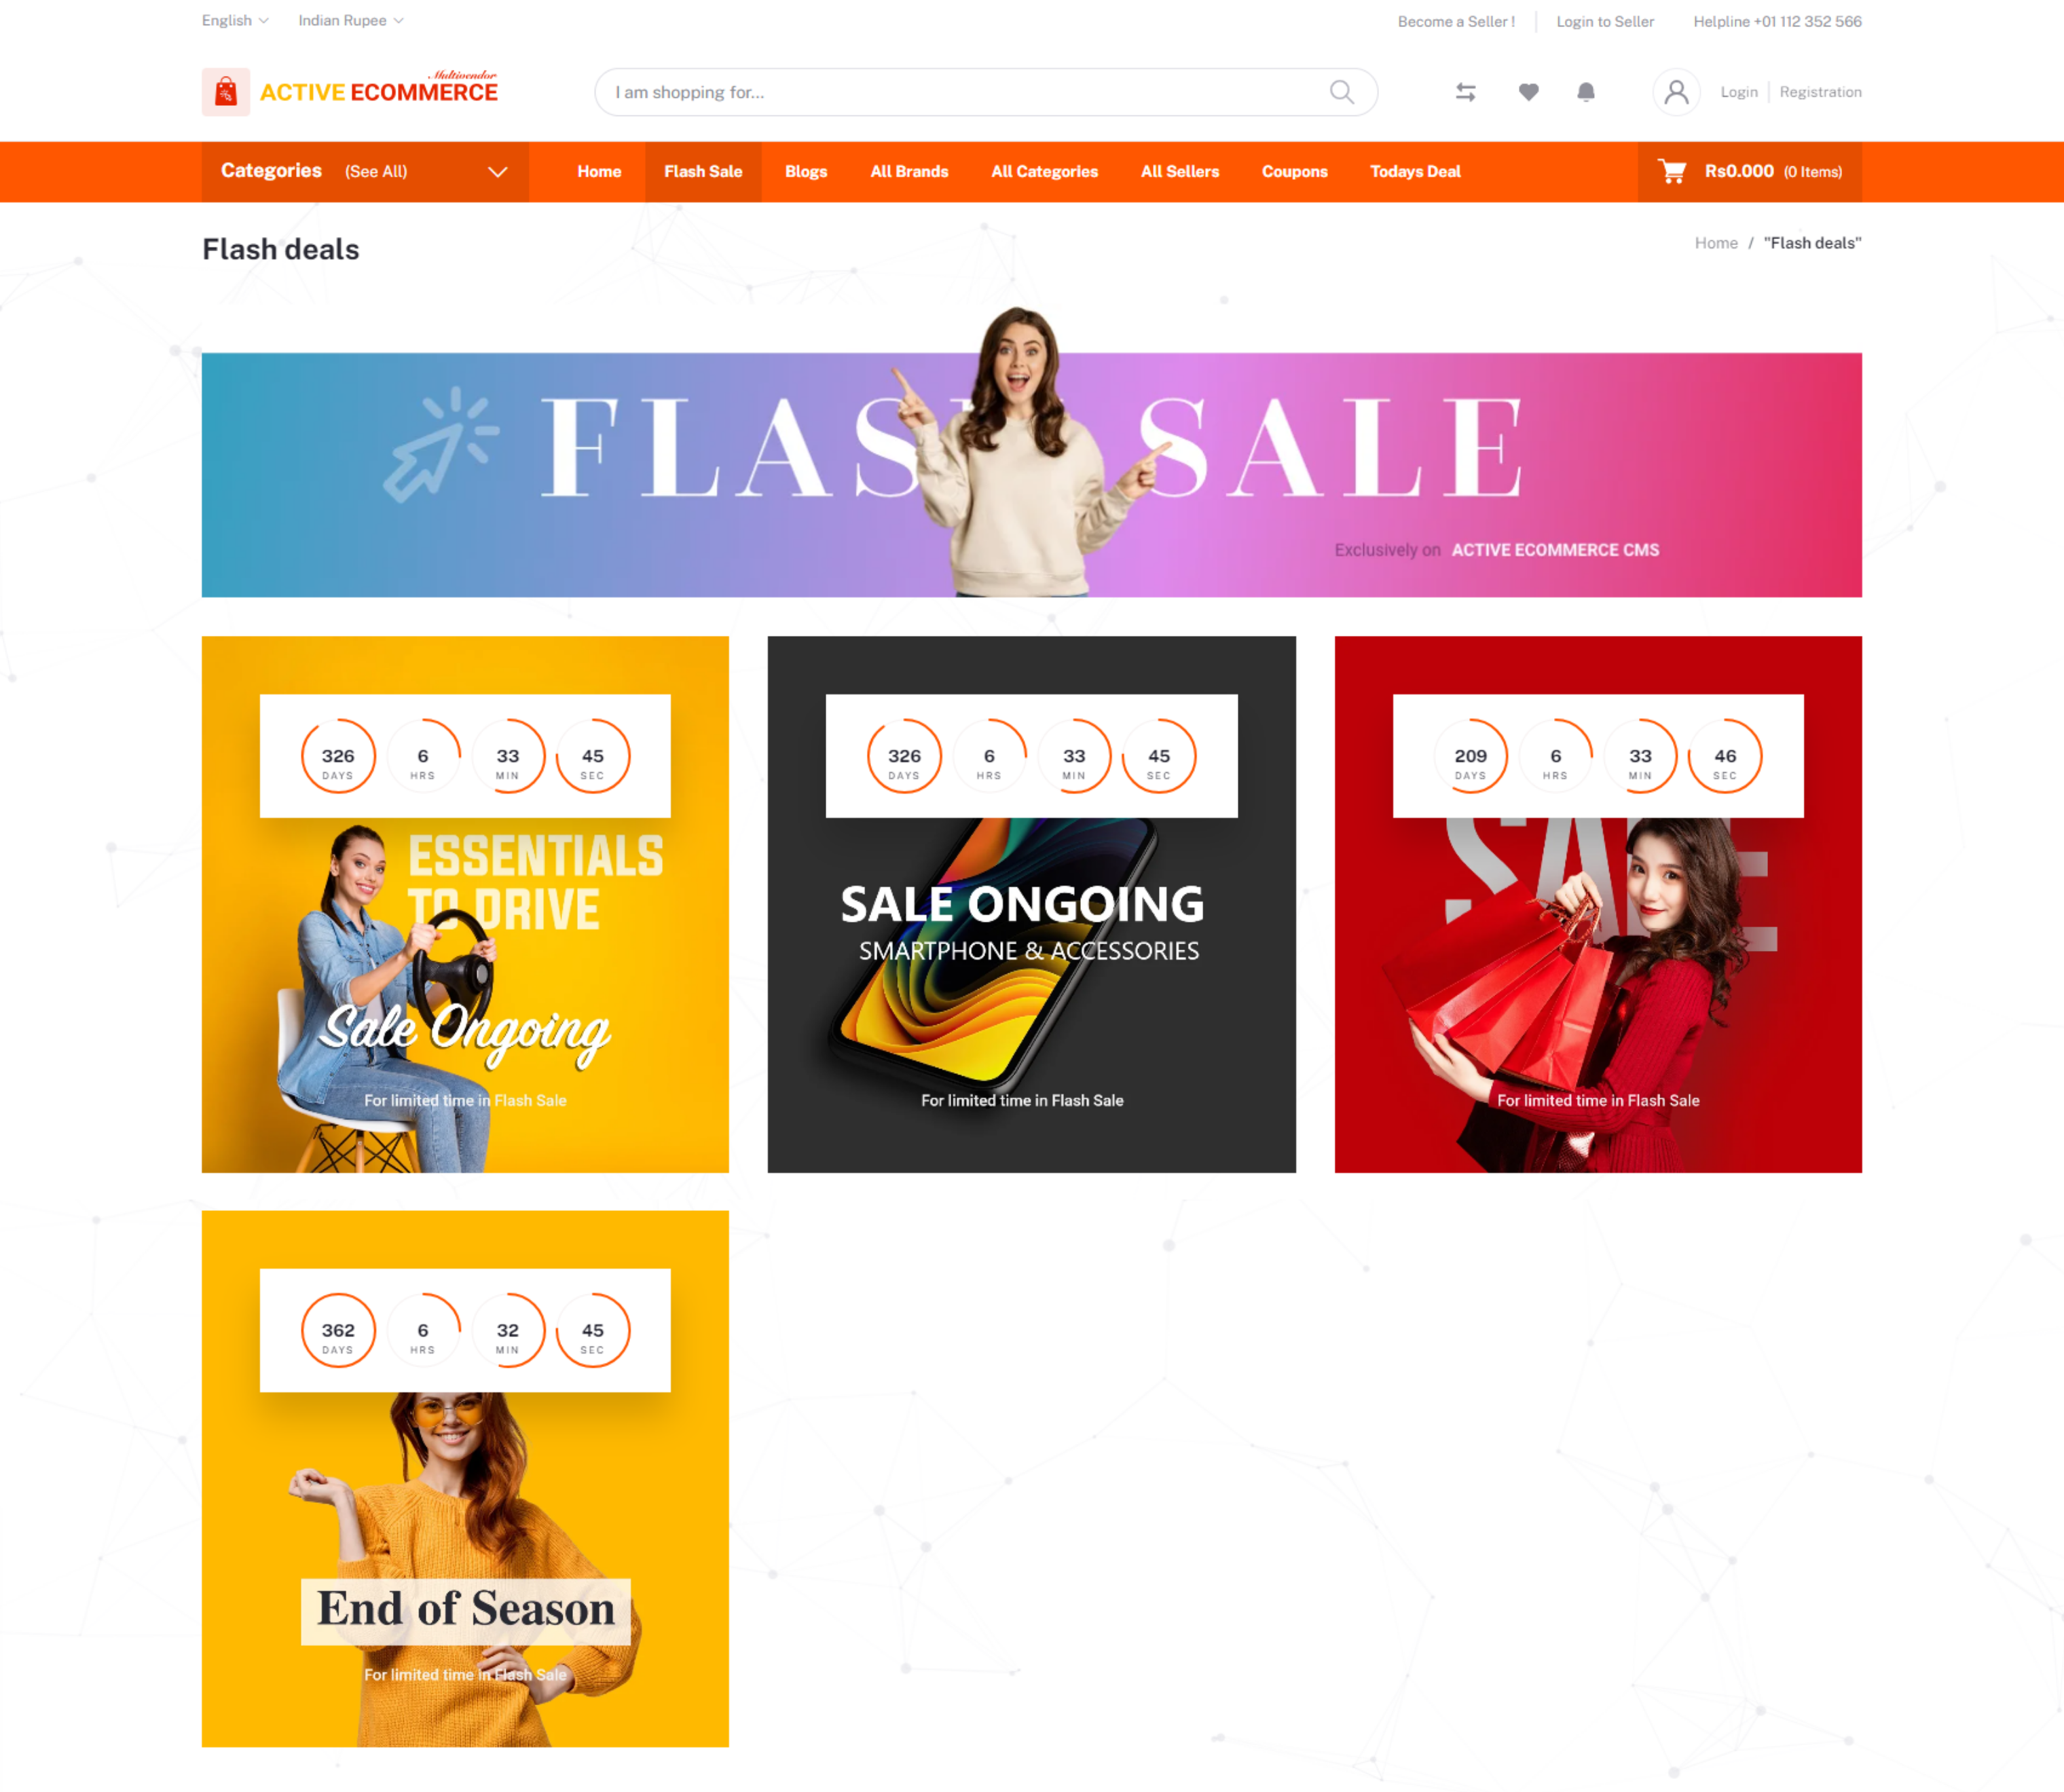 English Indian Rupee Become a Seller ! Login to Seller Helpline +01 112 352 566
Multivendor
ACTIVE ECOMMERCE
I am shopping for...
Login Registration
Categories (See All) Home Flash Sale Blogs All Brands All Categories All Sellers Coupons Todays Deal Rs0.000 (0 Items)
Flash deals
Home / "Flash deals"
FLAS SALE
Exclusively on ACTIVE ECOMMERCE CMS
326 6 33 45
DAYS HRS MIN SEC
ESSENTIALS
TO DRIVE
Sale Ongoing
For limited time in Flash Sale
326 6 33 45
DAYS HRS MIN SEC
SALE ONGOING
SMARTPHONE & ACCESSORIES
For limited time in Flash Sale
209 6 33 46
DAYS HRS MIN SEC
SALE
For limited time in Flash Sale
362 6 32 45
DAYS HRS MIN SEC
End of Season
For limited time in Flash Sale